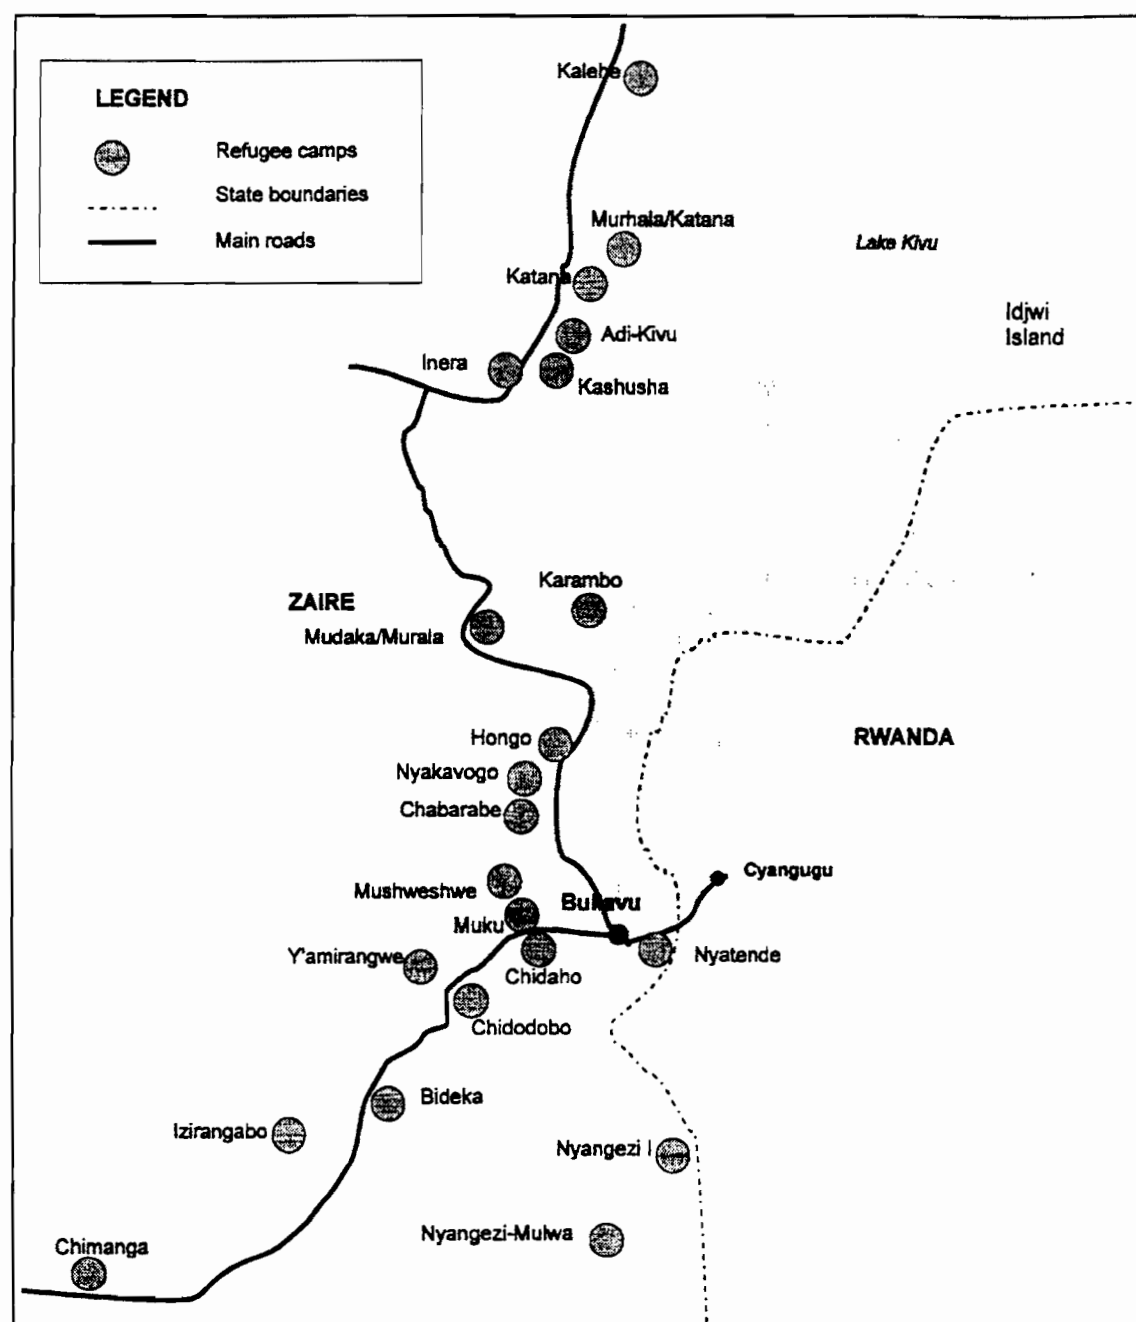 Kalehe
LEGEND
Refugee camps
State boundaries
Main roads
Murhala/Katana
Lake Kivu
Katana
Idjwi
Island
Adi-Kivu
Inera
Kashusha
Karambo
ZAIRE
Mudaka/Murala
Hongo
RWANDA
Nyakavogo
Chabarabe
Cyangugu
Mushweshwe
Bukavu
Muku
Y'amirangwe
Nyatende
Chidaho
Chidodobo
Bideka
Izirangabo
Nyangezi I
Nyangezi-Mulwa
Chimanga